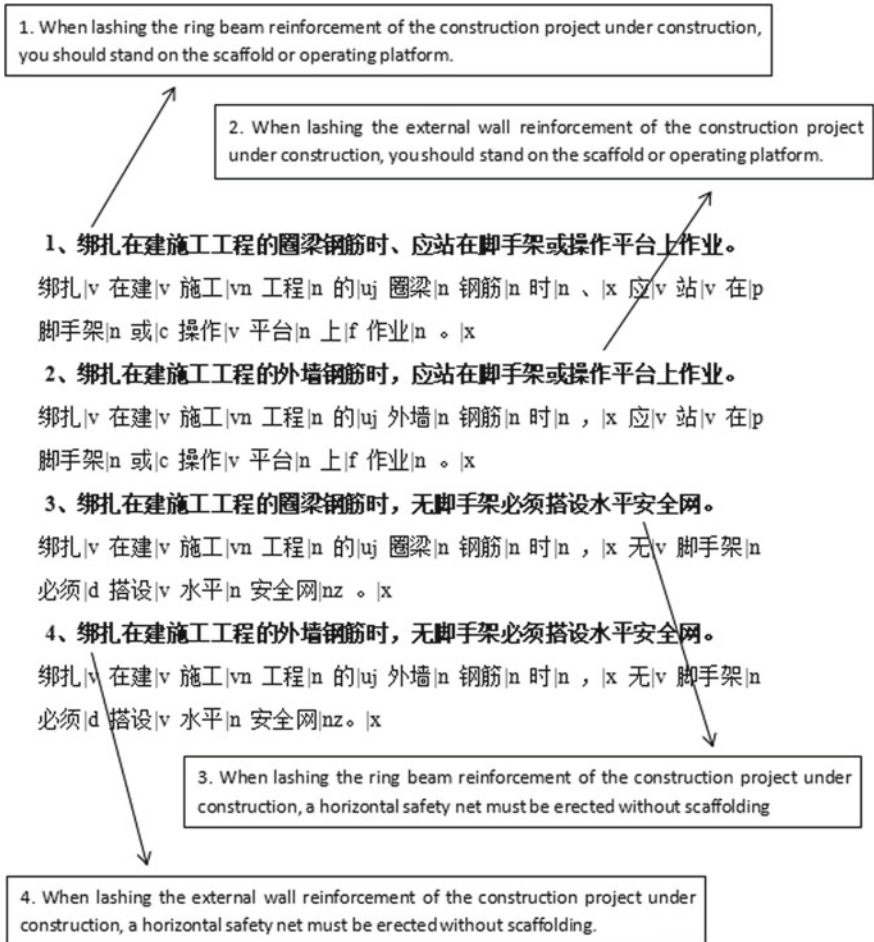 1. When lashing the ring beam reinforcement of the construction project under construction,
you should stand on the scaffold or operating platform.
2. When lashing the external wall reinforcement of the construction project
under construction, you should stand on the scaffold or operating platform.
1、绑扎在建施工工程的圈梁钢筋时、应站在脚手架或操作平台上作业。
绑扎|v 在建|v 施工|vn 工程|n 的|uj 圈梁|n 钢筋|n 时|n 、|x 应|v 站|v 在|p
脚手架|n 或|c 操作|v 平台|n 上|f 作业|n 。|x
2、绑扎在建施工工程的外墙钢筋时，应站在脚手架或操作平台上作业。
绑扎|v 在建|v 施工|vn 工程|n 的|uj 外墙|n 钢筋|n 时|n ，|x 应|v 站|v 在|p
脚手架|n 或|c 操作|v 平台|n 上|f 作业|n 。|x
3、绑扎在建施工工程的圈梁钢筋时，无脚手架必须搭设水平安全网。
绑扎|v 在建|v 施工|vn 工程|n 的|uj 圈梁|n 钢筋|n 时|n ，|x 无|v 脚手架|n
必须|d 搭设|v 水平|n 安全网|nz 。|x
4、绑扎在建施工工程的外墙钢筋时，无脚手架必须搭设水平安全网。
绑扎|v 在建|v 施工|vn 工程|n 的|uj 外墙|n 钢筋|n 时|n ，|x 无|v 脚手架|n
必须|d 搭设|v 水平|n 安全网|nz。|x
3. When lashing the ring beam reinforcement of the construction project under
construction, a horizontal safety net must be erected without scaffolding
4. When lashing the external wall reinforcement of the construction project under
construction, a horizontal safety net must be erected without scaffolding.